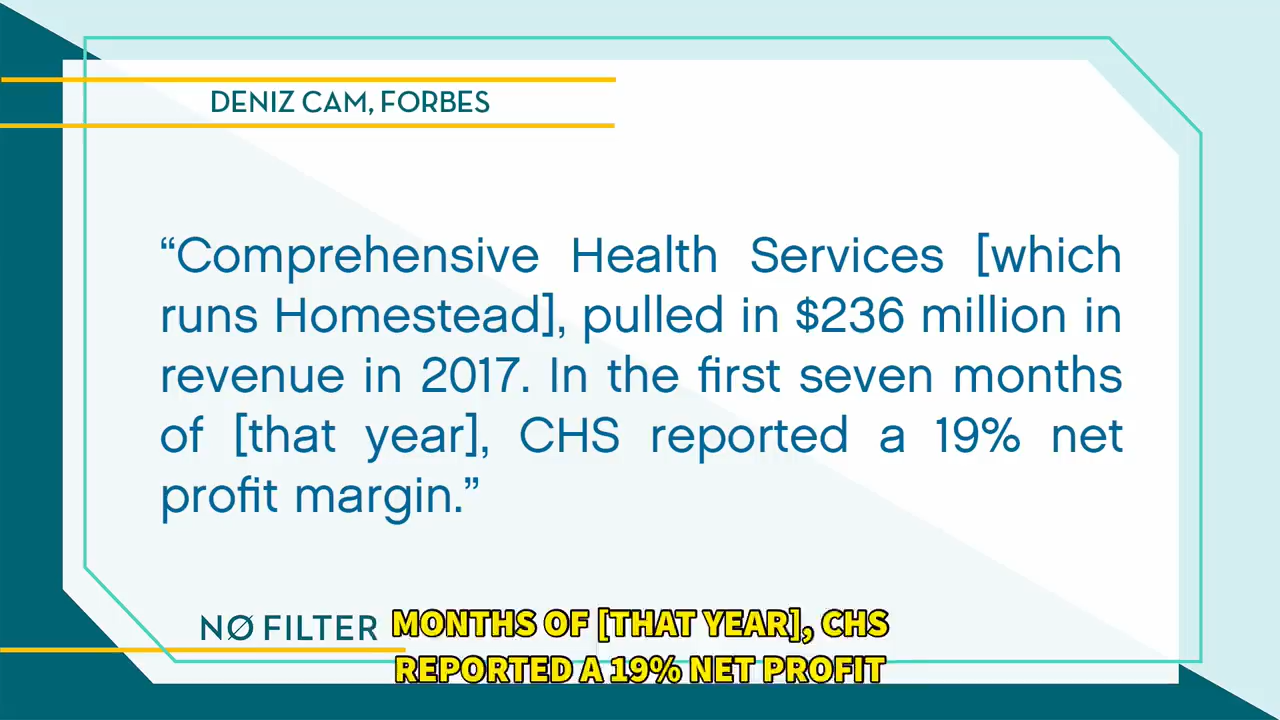 DENIZ CAM, FORBES
“Comprehensive Health Services [which
runs Homestead], pulled in $236 million in
revenue in 2017. In the first seven months
of [that year], CHS reported a 19% net
profit margin.”
NØ FILTER
MONTHS OF [THAT YEAR], CHS
REPORTED A 19% NET PROFIT